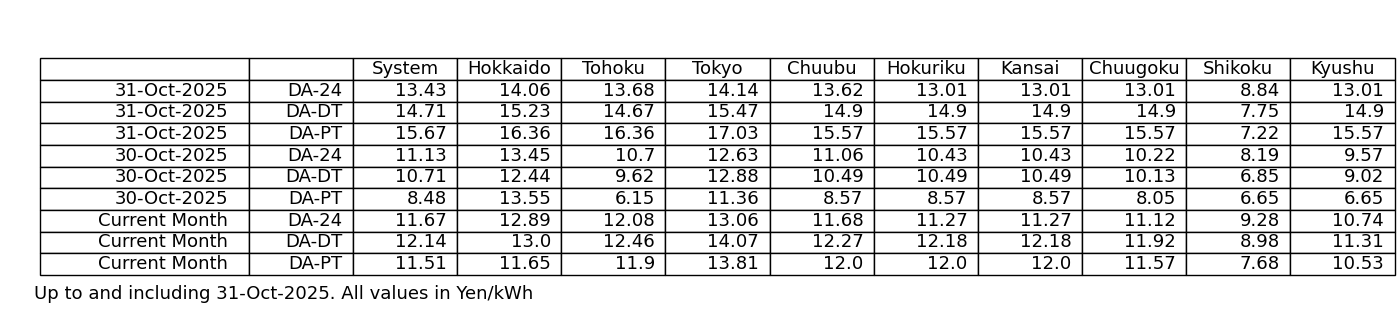 System Hokkaido Tohoku Tokyo Chuubu Hokuriku Kansai Chuugoku Shikoku Kyushu
31-Oct-2025 DA-24 13.43 14.06 13.68 14.14 13.62 13.01 13.01 13.01 8.84 13.01
31-Oct-2025 DA-DT 14.71 15.23 14.67 15.47 14.9 14.9 14.9 14.9 7.75 14.9
31-Oct-2025 DA-PT 15.67 16.36 16.36 17.03 15.57 15.57 15.57 15.57 7.22 15.57
30-Oct-2025 DA-24 11.13 13.45 10.7 12.63 11.06 10.43 10.43 10.22 8.19 9.57
30-Oct-2025 DA-DT 10.71 12.44 9.62 12.88 10.49 10.49 10.49 10.13 6.85 9.02
30-Oct-2025 DA-PT 8.48 13.55 6.15 11.36 8.57 8.57 8.57 8.05 6.65 6.65
Current Month DA-24 11.67 12.89 12.08 13.06 11.68 11.27 11.27 11.12 9.28 10.74
Current Month DA-DT 12.14 13.0 12.46 14.07 12.27 12.18 12.18 11.92 8.98 11.31
Current Month DA-PT 11.51 11.65 11.9 13.81 12.0 12.0 12.0 11.57 7.68 10.53
Up to and including 31-Oct-2025. All values in Yen/kWh